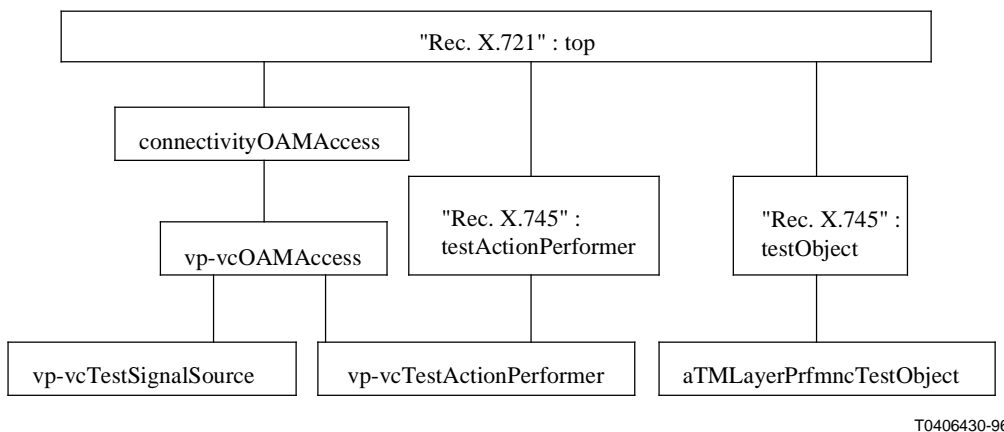 "Rec. X.721" : top
connectivityOAMAccess
"Rec. X.745" :
testActionPerformer
"Rec. X.745" :
testObject
vp-vcOAMAccess
vp-vcTestSignalSource
vp-vcTestActionPerformer
aTMLayerPrfmncTestObject
T0406430-96